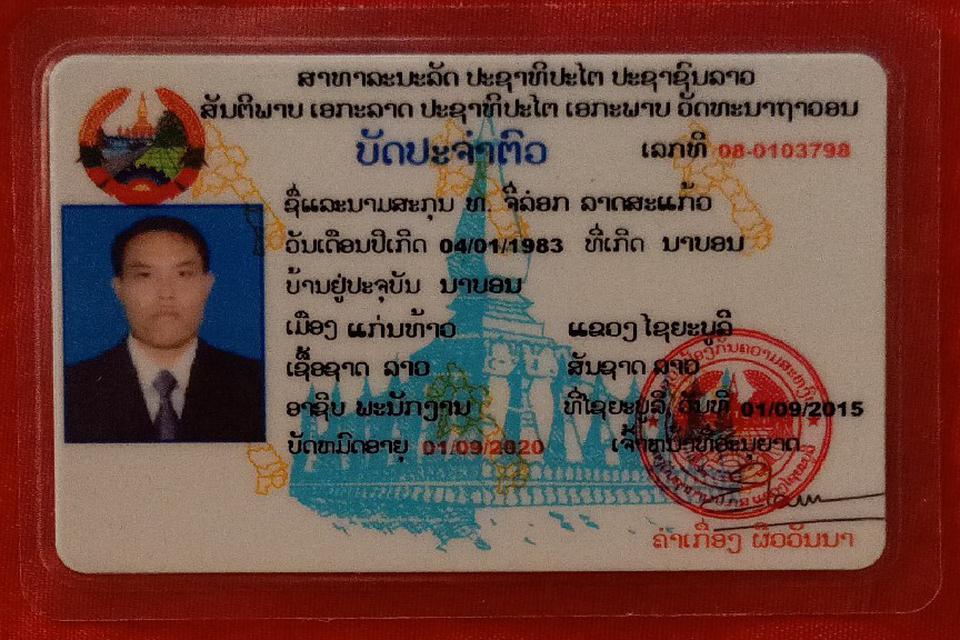 ສາທາລະນະລັດ ປະຊາທິປະໄຕ ປະຊາຊົນລາວ
ສັນຕິພາບ ເອກະລາດ ປະຊາທິປະໄຕ ເອກະພາບ ວັດທະນາຖາວອນ
ບັດປະຈຳຕົວ ເລກທີ 08-0103798
ຊື່ແລະນາມສະກຸນ ທ. ຈື່ລ່ອກ ລາດສະແກ້ວ
ວັນເດືອນປີເກີດ 04/01/1983 ທີ່ເກີດ ນາບອນ
ບ້ານຢູ່ປະຈຸບັນ ນາບອນ
ເມືອງ ແກ່ນທ້າວ ແຂວງ ໄຊຍະບູລີ
ເຊື້ອຊາດ ລາວ ສັນຊາດ ລາວ
ອາຊີບ ພະນັກງານ ທີ່ໄຊຍະບູລີ, ວັນທີ 01/09/2015
ບັດຫມົດອາຍຸ 01/09/2020 ເຈົ້າຫນ້າທີ່ອະນຸຍາດ
ຄຳເກື່ອງ ຜິວວັນນາ